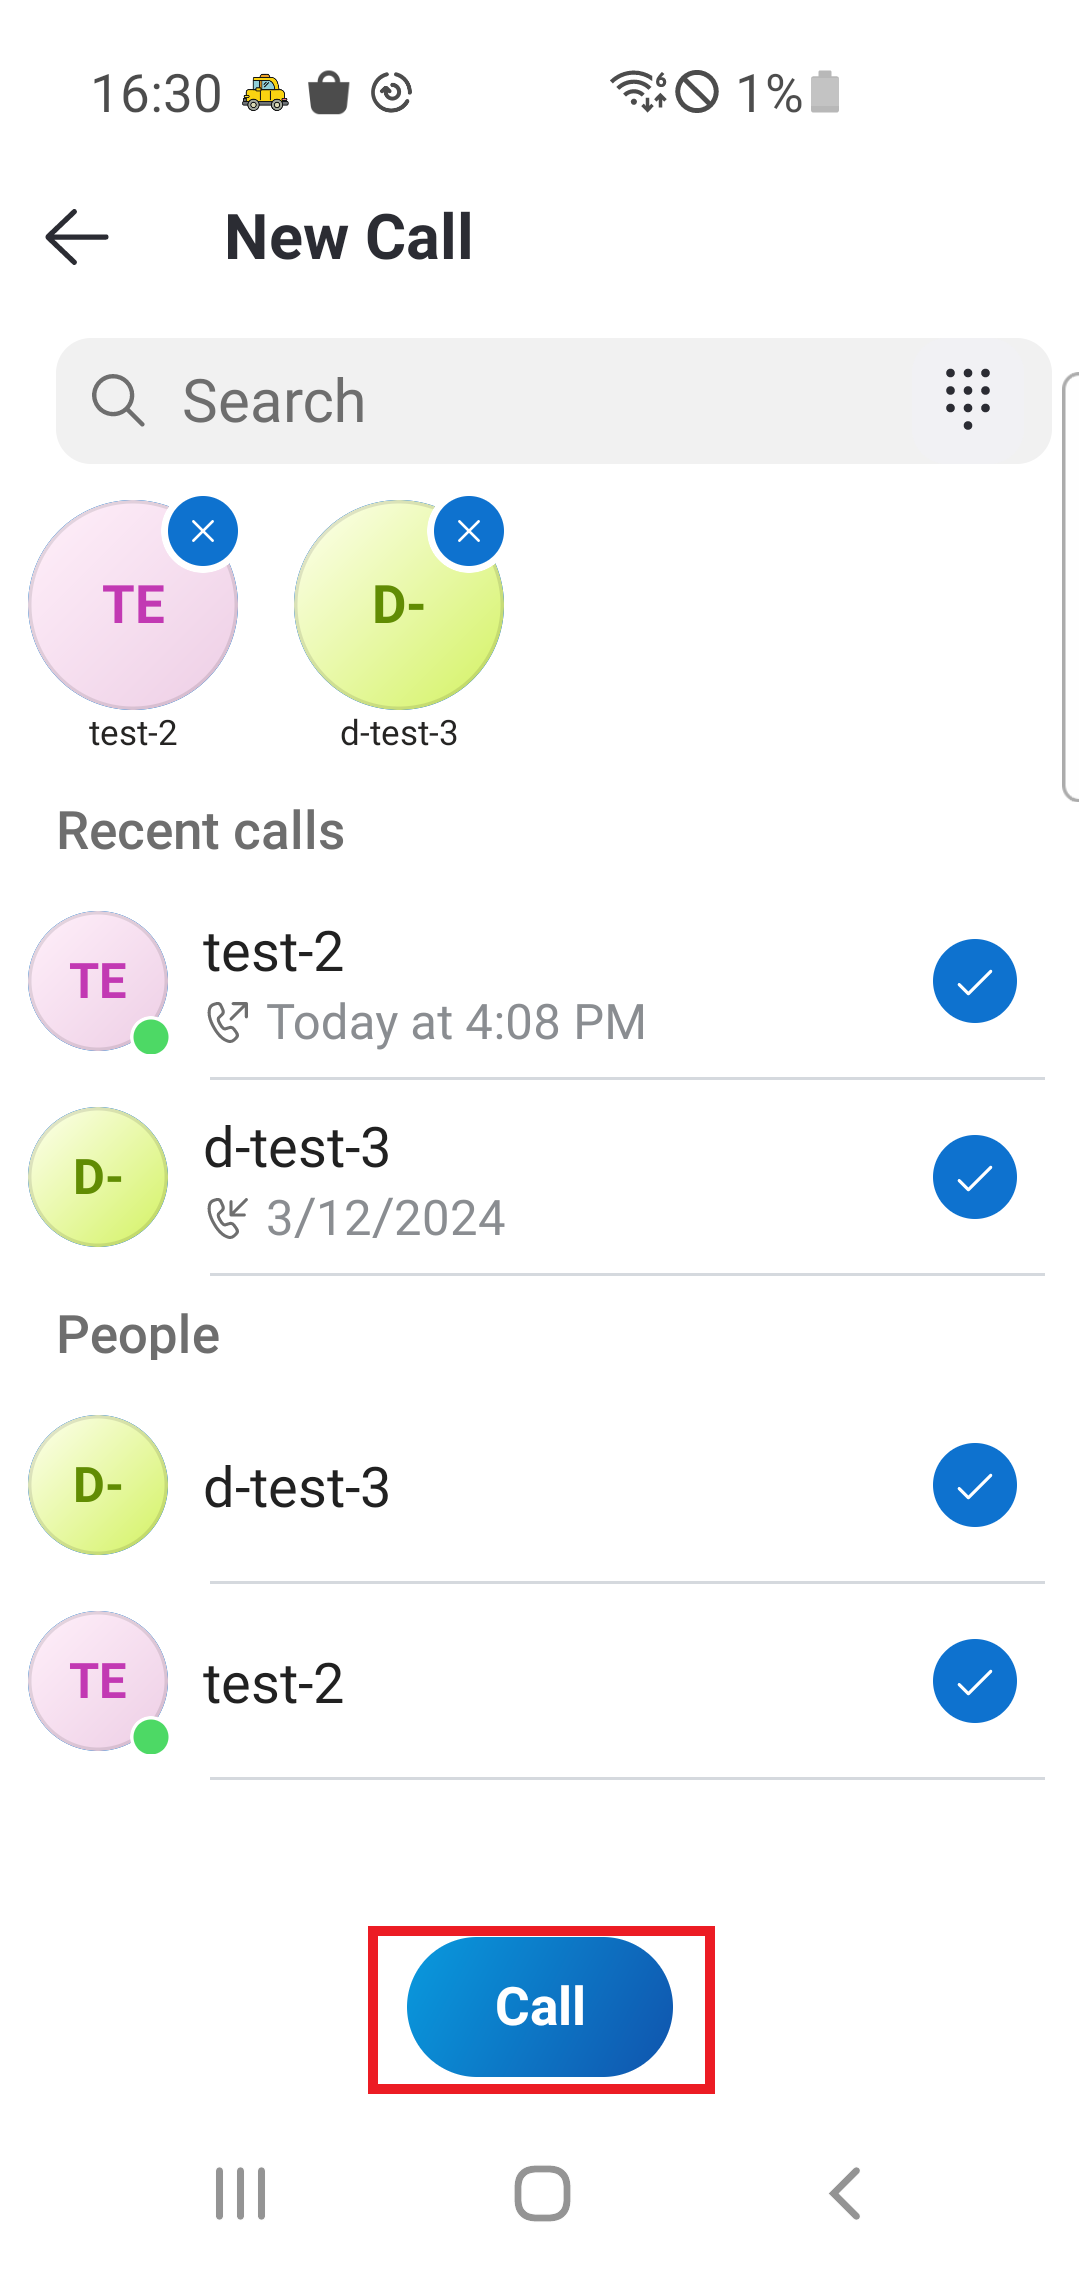 16:30 6 1%
New Call
Search
TE D-
test-2 d-test-3
Recent calls
TE test-2
Today at 4:08 PM
D- d-test-3
3/12/2024
People
D- d-test-3
TE test-2
Call